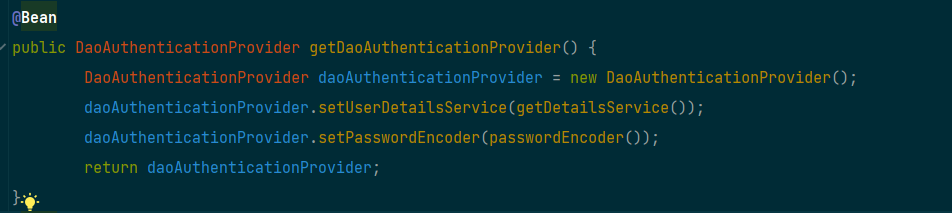 @Bean
public DaoAuthenticationProvider getDaoAuthenticationProvider() {
DaoAuthenticationProvider daoAuthenticationProvider = new DaoAuthenticationProvider();
daoAuthenticationProvider.setUserDetailsService(getDetailsService());
daoAuthenticationProvider.setPasswordEncoder(passwordEncoder());
return daoAuthenticationProvider;
}